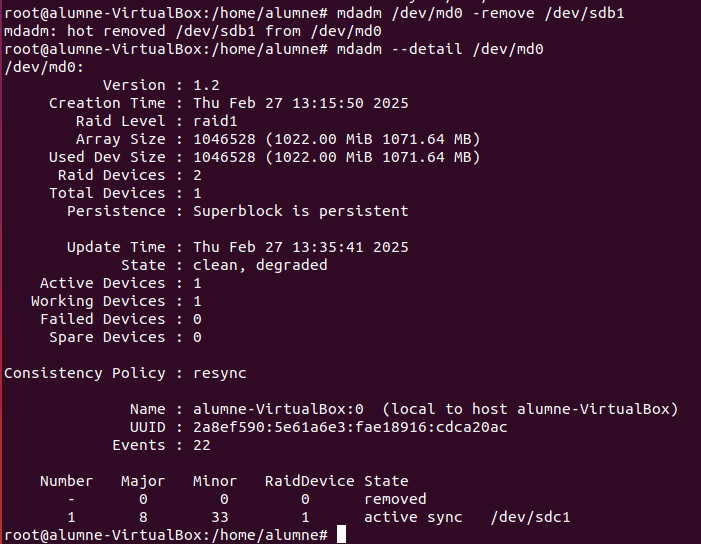 root@alumne-VirtualBox:/home/alumne# mdadm /dev/md0 -remove /dev/sdb1
mdadm: hot removed /dev/sdb1 from /dev/md0
root@alumne-VirtualBox:/home/alumne# mdadm --detail /dev/md0
/dev/md0:
           Version : 1.2
     Creation Time : Thu Feb 27 13:15:50 2025
        Raid Level : raid1
        Array Size : 1046528 (1022.00 MiB 1071.64 MB)
     Used Dev Size : 1046528 (1022.00 MiB 1071.64 MB)
      Raid Devices : 2
     Total Devices : 1
       Persistence : Superblock is persistent
       Update Time : Thu Feb 27 13:35:41 2025
             State : clean, degraded
    Active Devices : 1
   Working Devices : 1
    Failed Devices : 0
     Spare Devices : 0
Consistency Policy : resync
              Name : alumne-VirtualBox:0  (local to host alumne-VirtualBox)
              UUID : 2a8ef590:5e61a6e3:fae18916:cdca20ac
            Events : 22
    Number   Major   Minor   RaidDevice State
       -       0        0        0      removed
       1       8       33        1      active sync   /dev/sdc1
root@alumne-VirtualBox:/home/alumne#